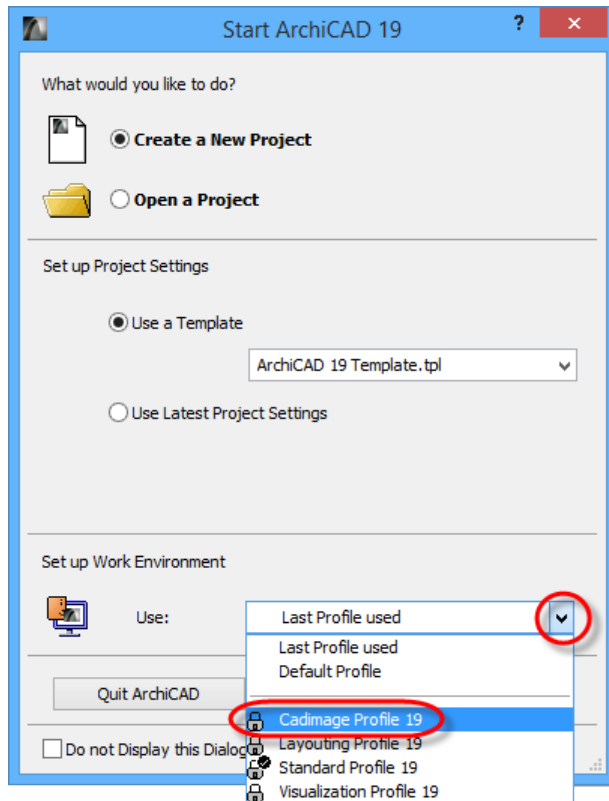 Start ArchiCAD 19
?
What would you like to do?
Create a New Project
Open a Project
Set up Project Settings
Use a Template
ArchiCAD 19 Template.tpl
Use Latest Project Settings
Set up Work Environment
Use:
Last Profile used
Last Profile used
Default Profile
Quit ArchiCAD
Cadimage Profile 19
Do not Display this Dialog
Layouting Profile 19
Standard Profile 19
Visualization Profile 19